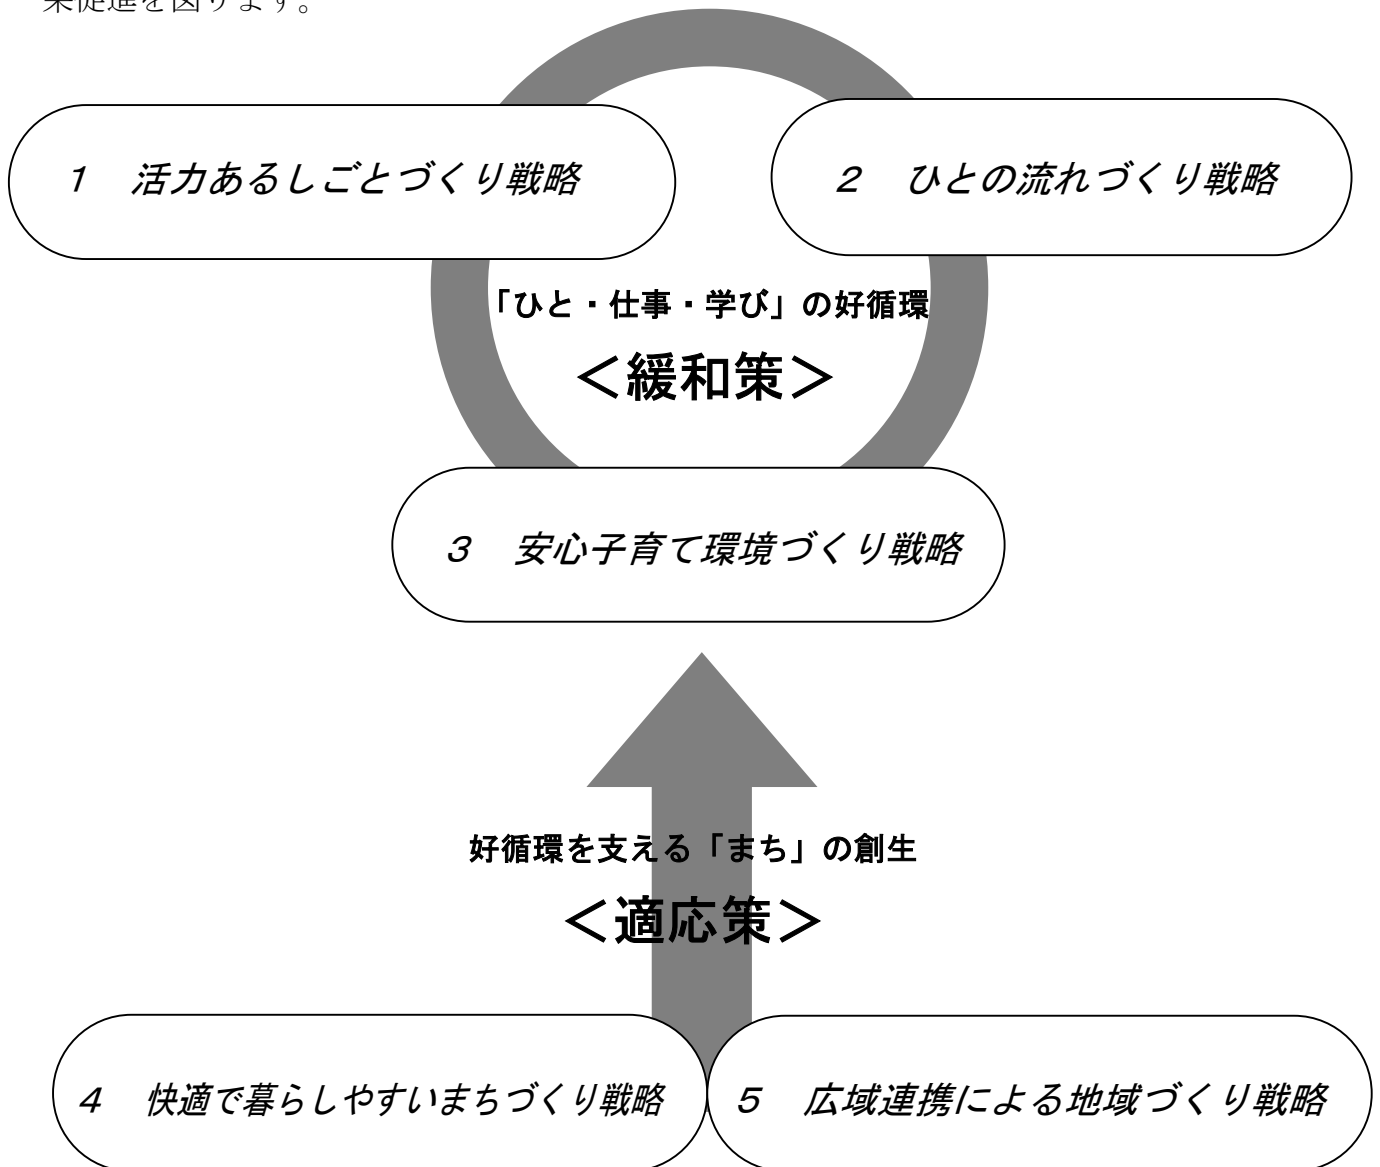 果促進を図ります。
1　活力あるしごとづくり戦略
2　ひとの流れづくり戦略
「ひと・仕事・学び」の好循環
＜緩和策＞
3　安心子育て環境づくり戦略
好循環を支える「まち」の創生
＜適応策＞
4　快適で暮らしやすいまちづくり戦略
5　広域連携による地域づくり戦略